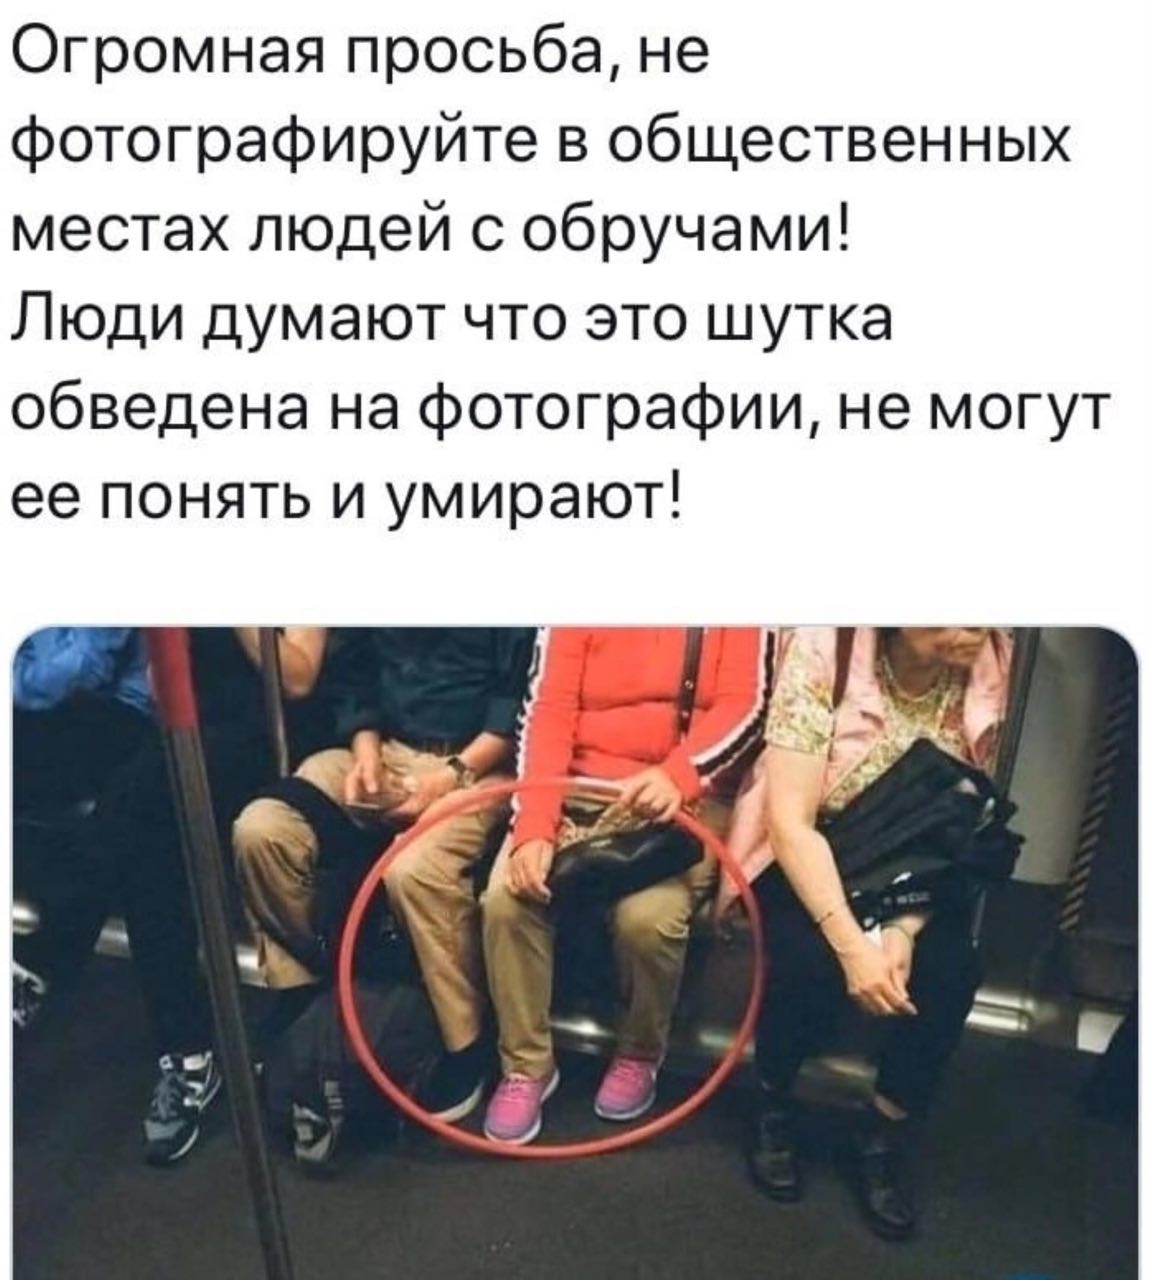 Огромная просьба, не
фотографируйте в общественных
местах людей с обручами!
Люди думают что это шутка
обведена на фотографии, не могут
ее понять и умирают!